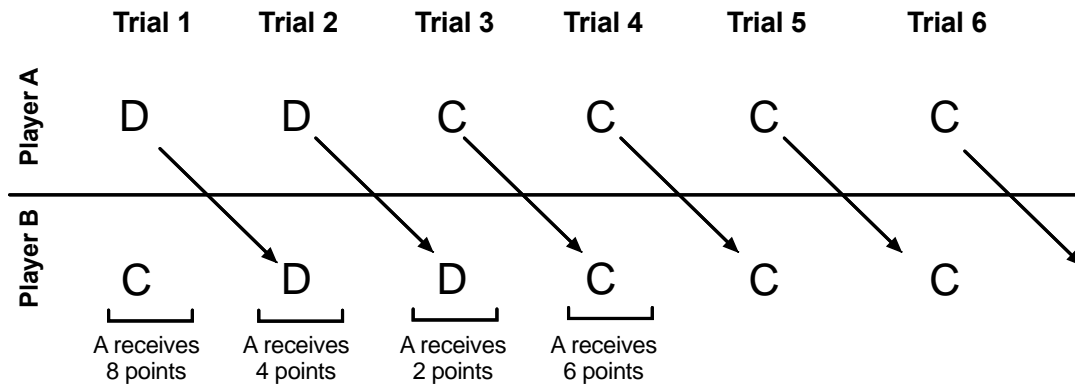 Trial 1 Trial 2 Trial 3 Trial 4 Trial 5 Trial 6
Player A
D D C C C C
Player B
C D D C C C
A receives A receives A receives A receives
8 points 4 points 2 points 6 points